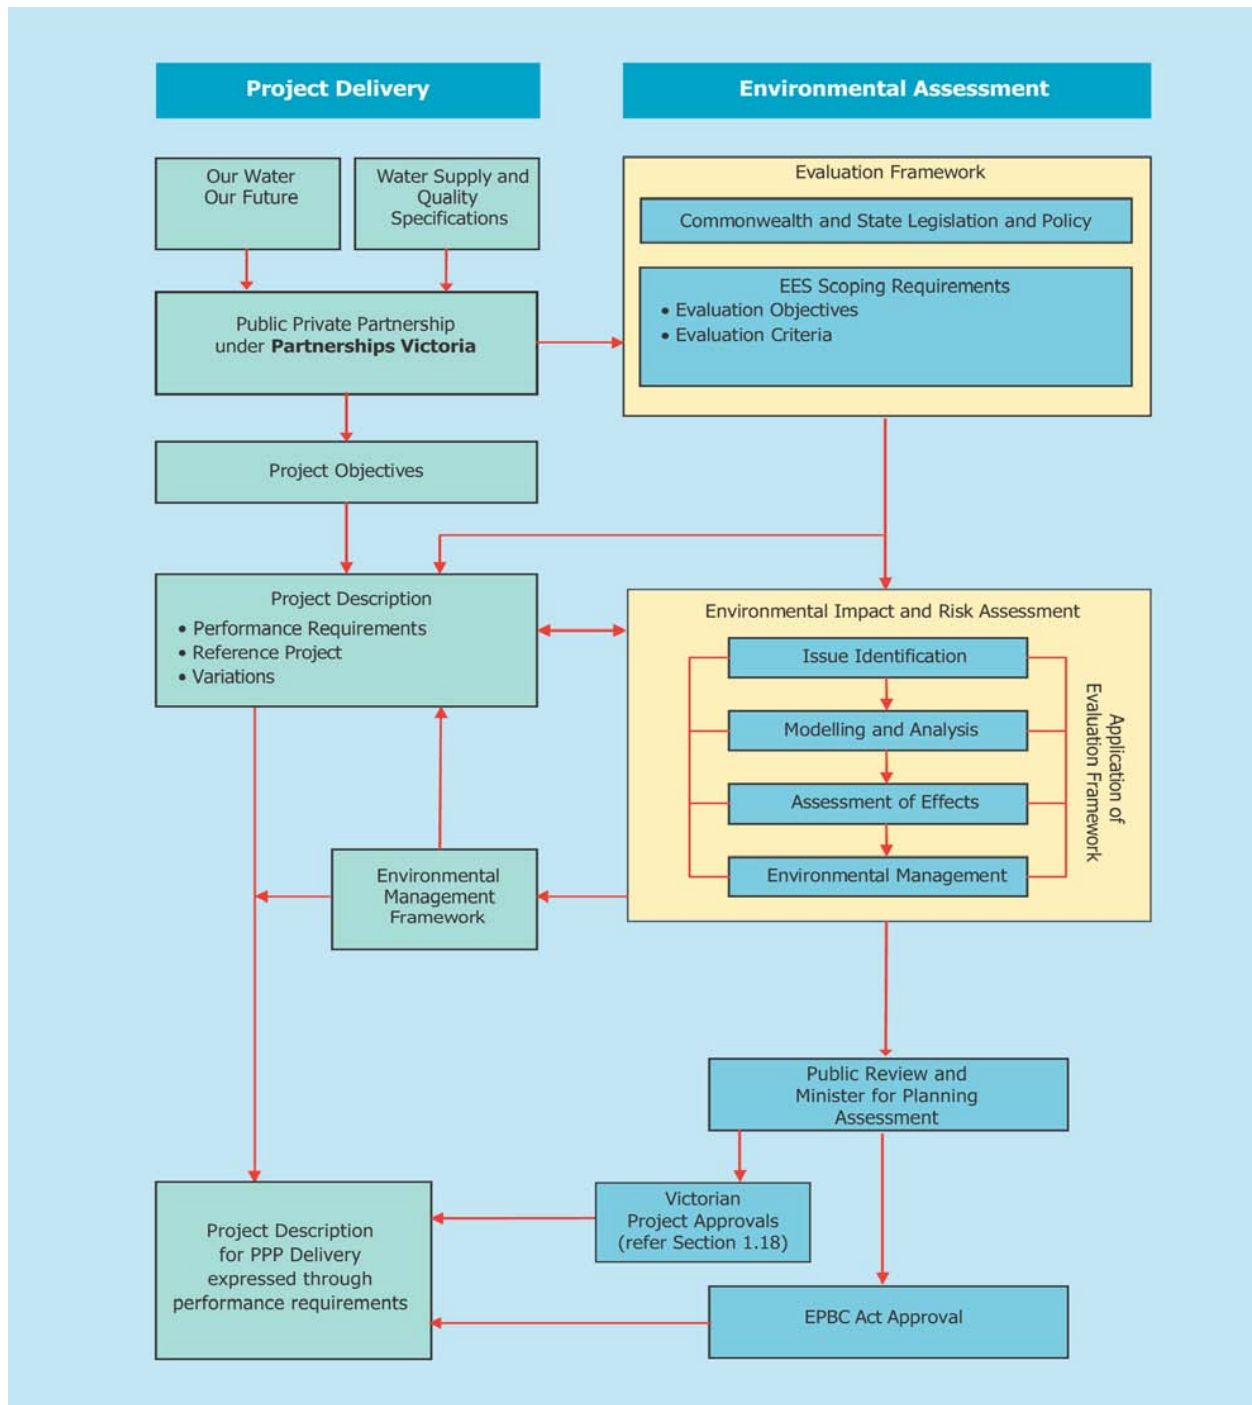 Project Delivery
Environmental Assessment
Our Water
Our Future
Water Supply and
Quality
Specifications
Evaluation Framework
Commonwealth and State Legislation and Policy
EES Scoping Requirements
• Evaluation Objectives
• Evaluation Criteria
Public Private Partnership
under Partnerships Victoria
Project Objectives
Project Description
• Performance Requirements
• Reference Project
• Variations
Environmental Impact and Risk Assessment
Issue Identification
Modelling and Analysis
Assessment of Effects
Environmental Management
Application of
Evaluation Framework
Environmental
Management
Framework
Public Review and
Minister for Planning
Assessment
Victorian
Project Approvals
(refer Section 1.18)
Project Description
for PPP Delivery
expressed through
performance requirements
EPBC Act Approval